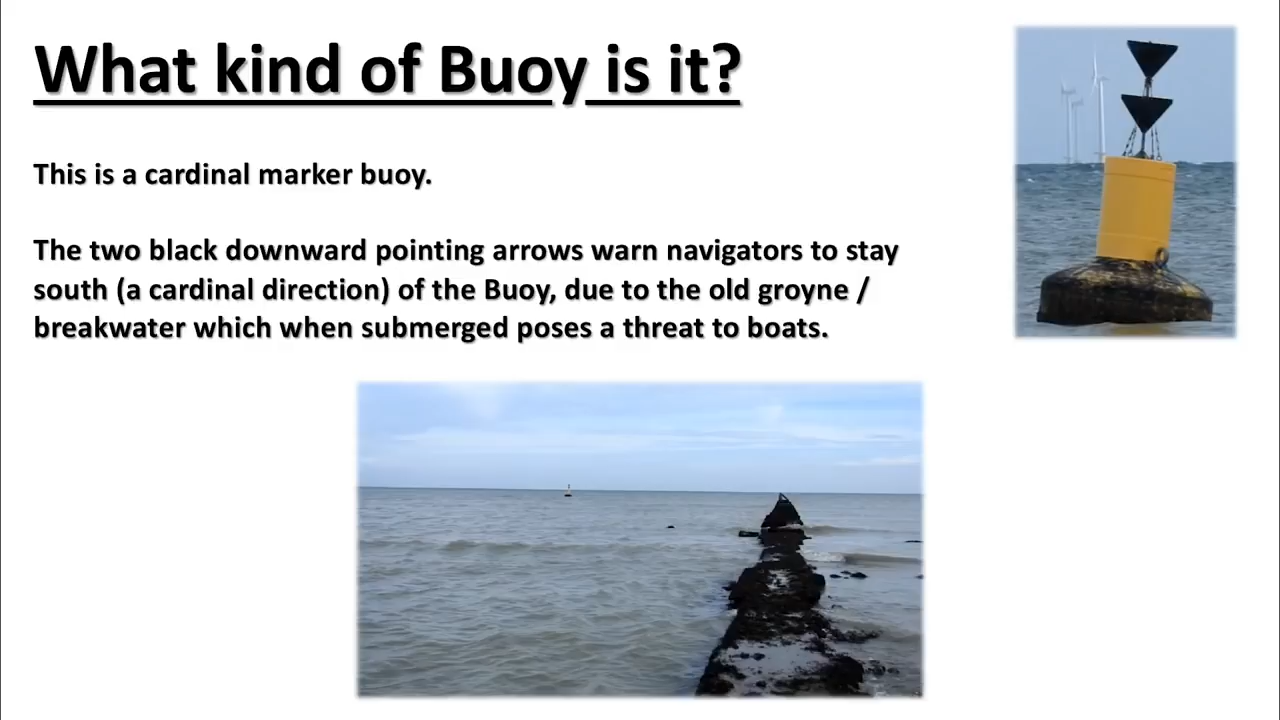 What kind of Buoy is it?
This is a cardinal marker buoy.
The two black downward pointing arrows warn navigators to stay
south (a cardinal direction) of the Buoy, due to the old groyne /
breakwater which when submerged poses a threat to boats.